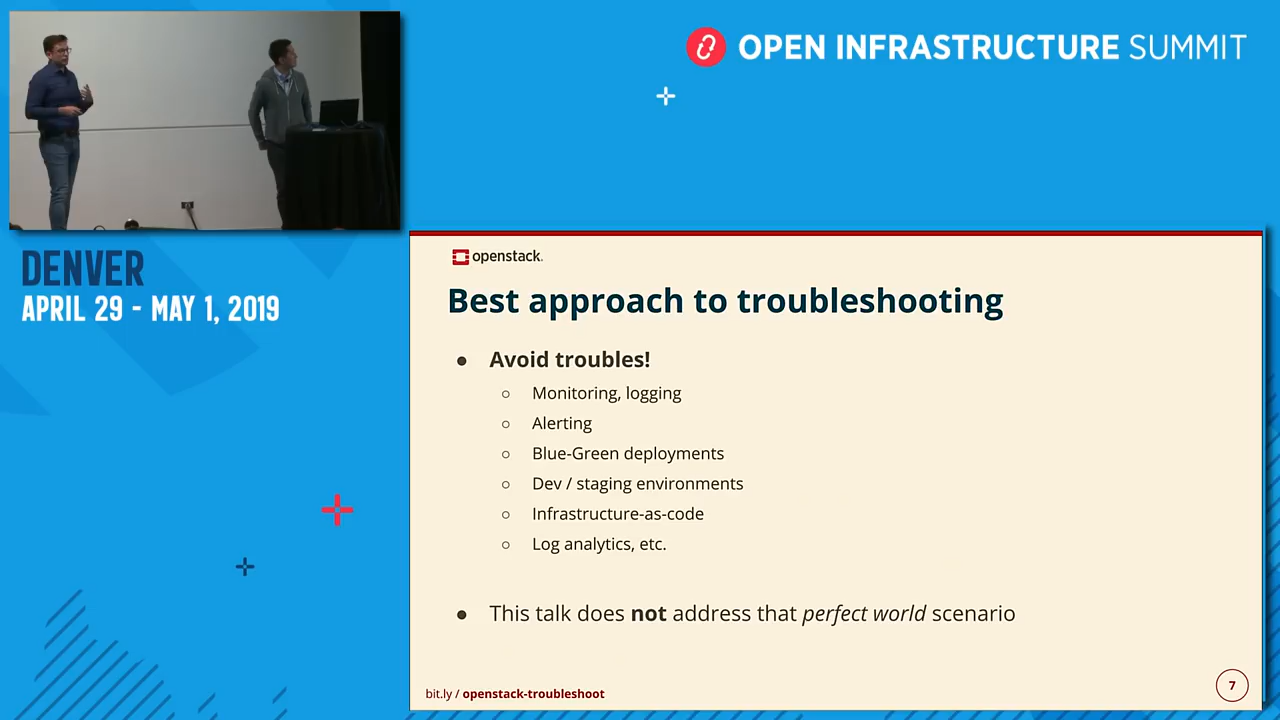 OPEN INFRASTRUCTURE SUMMIT
DENVER
APRIL 29 - MAY 1, 2019
openstack.
Best approach to troubleshooting
● Avoid troubles!
○ Monitoring, logging
○ Alerting
○ Blue-Green deployments
○ Dev / staging environments
○ Infrastructure-as-code
○ Log analytics, etc.
● This talk does not address that perfect world scenario
bit.ly / openstack-troubleshoot
7